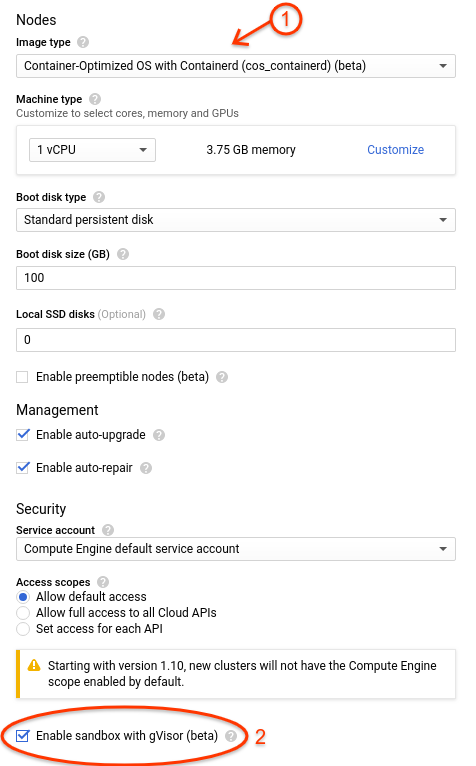 Nodes
1
Image type ?
Container-Optimized OS with Containerd (cos_containerd) (beta)
Machine type ?
Customize to select cores, memory and GPUs
1 vCPU 3.75 GB memory Customize
Boot disk type ?
Standard persistent disk
Boot disk size (GB) ?
100
Local SSD disks (Optional) ?
0
Enable preemptible nodes (beta) ?
Management
Enable auto-upgrade ?
Enable auto-repair ?
Security
Service account ?
Compute Engine default service account
Access scopes ?
Allow default access
Allow full access to all Cloud APIs
Set access for each API
Starting with version 1.10, new clusters will not have the Compute Engine
scope enabled by default.
Enable sandbox with gVisor (beta) ? 2